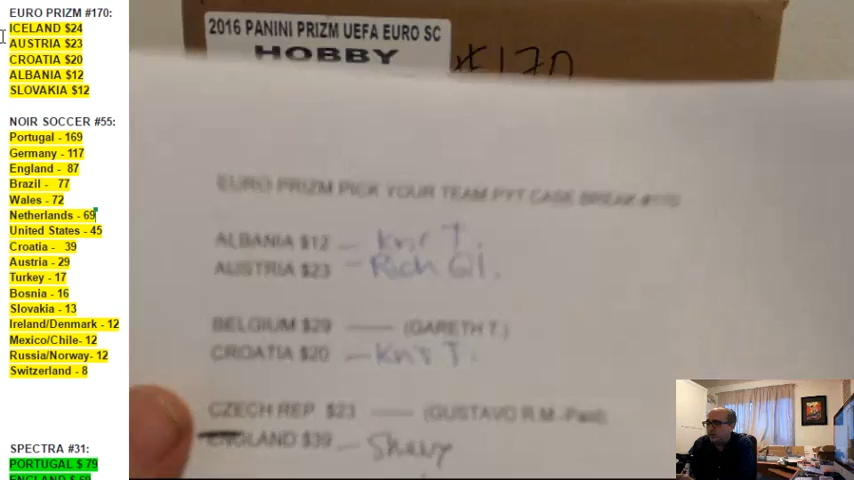 EURO PRIZM #170:
ICELAND $24
AUSTRIA $23
CROATIA $20
ALBANIA $12
SLOVAKIA $12
NOIR SOCCER #55:
Portugal - 169
Germany - 117
England - 87
Brazil - 77
Wales - 72
Netherlands - 69
United States - 45
Croatia - 39
Austria - 29
Turkey - 17
Bosnia - 16
Slovakia - 13
Ireland/Denmark - 12
Mexico/Chile- 12
Russia/Norway- 12
Switzerland - 8
SPECTRA #31:
PORTUGAL $ 79
2016 PANINI PRIZM UEFA EURO SC
HOBBY
#170
EURO PRIZM PICK YOUR TEAM PYT CASE BREAK #170
ALBANIA $12 - T.
AUSTRIA $23 - Rich Gl.
BELGIUM $29 —— (GARETH T.)
CROATIA $20 - T.
CZECH REP $23 —— (GUSTAVO R.M.-Paid)
ENGLAND $39 -